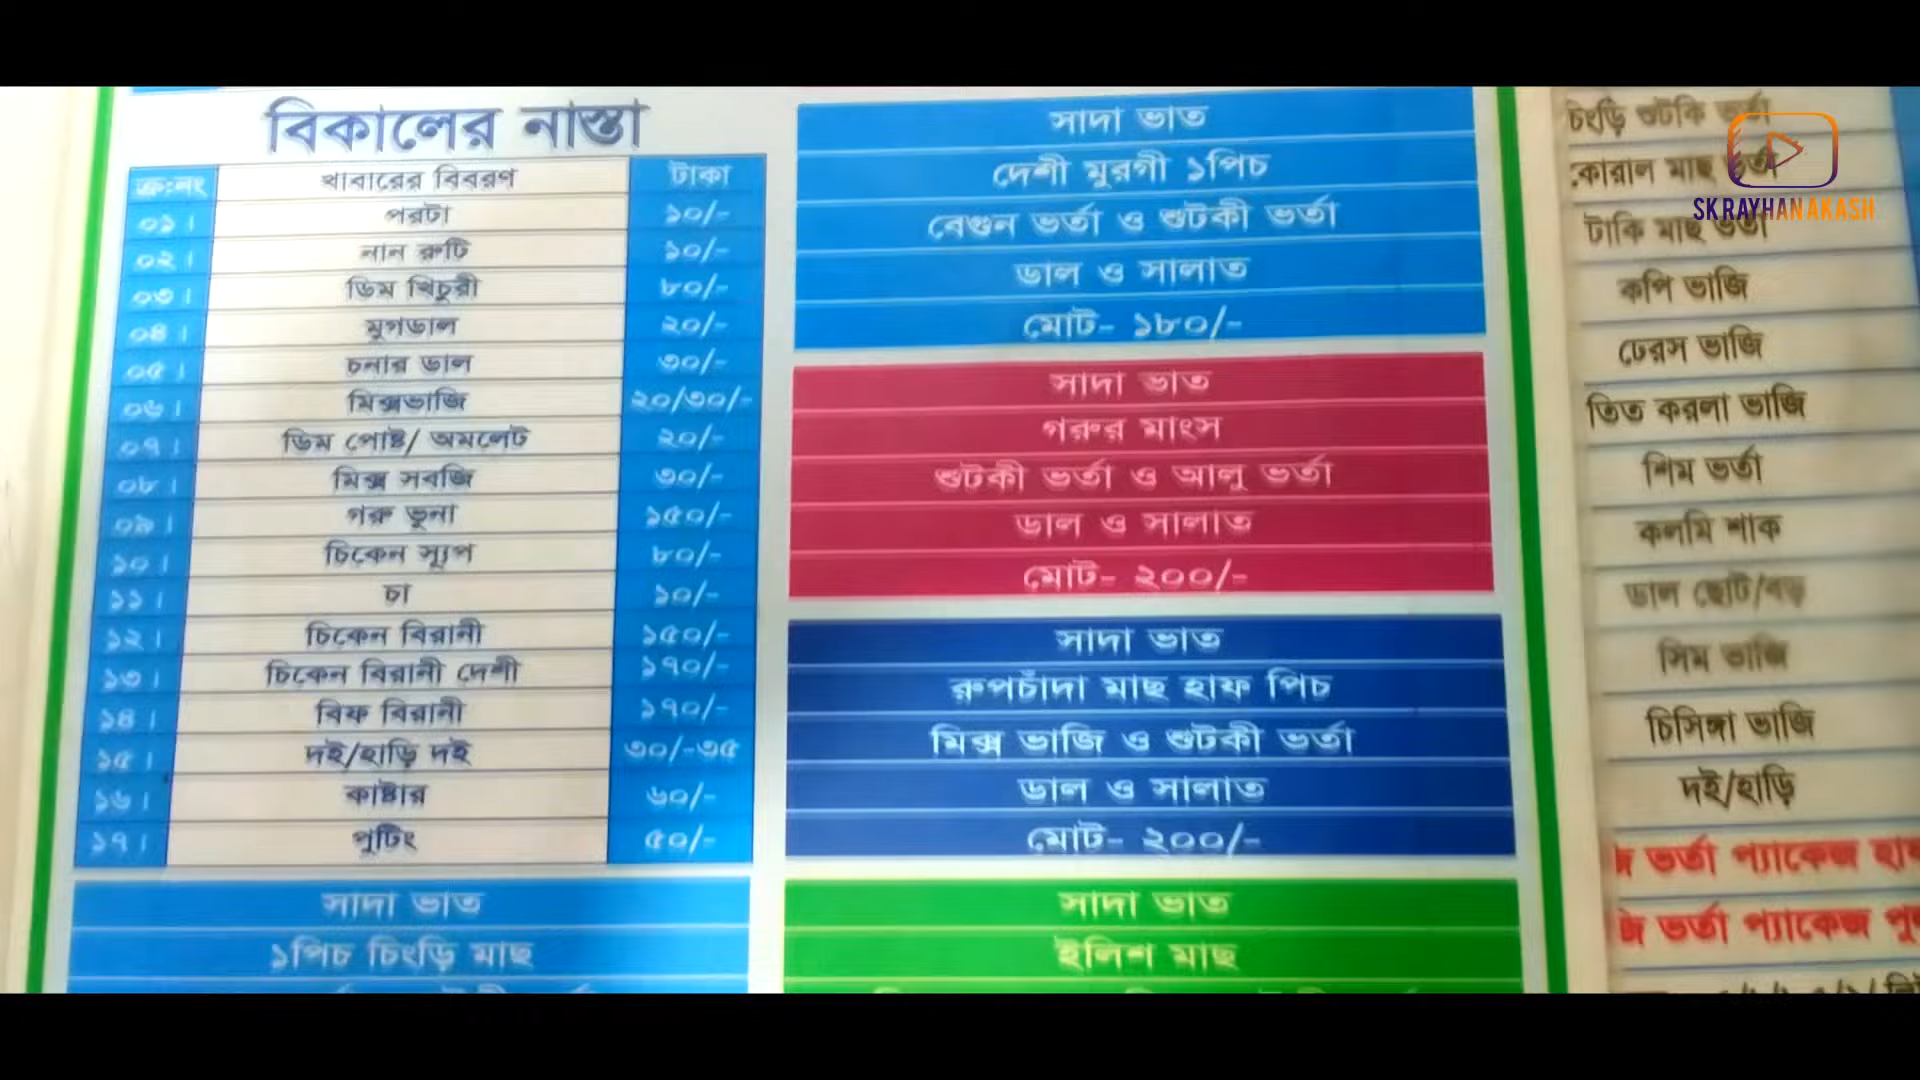 বিকালের নাস্তা
ক্র:নং খাবারের বিবরণ টাকা
০১। পরটা ১০/-
০২। নান রুটি ১০/-
০৩। ডিম খিচুরী ৮০/-
০৪। মুগডাল ২০/-
০৫। চনার ডাল ৩০/-
০৬। মিক্সভাজি ২০/৩০/-
০৭। ডিম পোষ্ট/ অমলেট ২০/-
০৮। মিক্স সবজি ৩০/-
০৯। গরু ভুনা ১৫০/-
১০। চিকেন স্যুপ ৮০/-
১১। চা ১০/-
১২। চিকেন বিরানী ১৫০/-
১৩। চিকেন বিরানী দেশী ১৭০/-
১৪। বিফ বিরানী ১৭০/-
১৫। দই/হাড়ি দই ৩০/-৩৫
১৬। কাষ্টার ৬০/-
১৭। পুটিং ৫০/-
সাদা ভাত
১পিচ চিংড়ি মাছ
সাদা ভাত
দেশী মুরগী ১পিচ
বেগুন ভর্তা ও শুটকী ভর্তা
ডাল ও সালাত
মোট- ১৮০/-
সাদা ভাত
গরুর মাংস
শুটকী ভর্তা ও আলু ভর্তা
ডাল ও সালাত
মোট- ২০০/-
সাদা ভাত
রুপচাঁদা মাছ হাফ পিচ
মিক্স ভাজি ও শুটকী ভর্তা
ডাল ও সালাত
মোট- ২০০/-
সাদা ভাত
ইলিশ মাছ
চিংড়ি শুটকি ভর্তা
কোরাল মাছ ভর্তা
টাকি মাছ ভর্তা
কপি ভাজি
ঢেরস ভাজি
তিত করলা ভাজি
শিম ভর্তা
কলমি শাক
ডাল ছোট/বড়
সিম ভাজি
চিসিঙ্গা ভাজি
দই/হাড়ি
ভর্তা প্যাকেজ
ভর্তা প্যাকেজ
SK RAYHAN AKASH